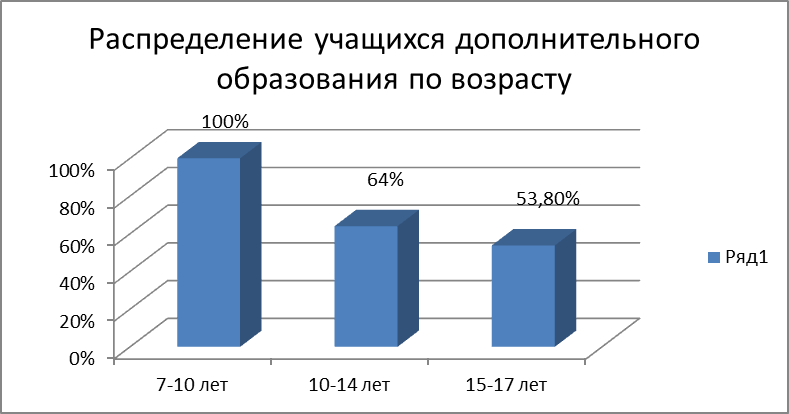 Распределение учащихся дополнительного
образования по возрасту
100%
64%
53,80%
100%
80%
60%
40%
20%
0%
7-10 лет
10-14 лет
15-17 лет
Ряд1